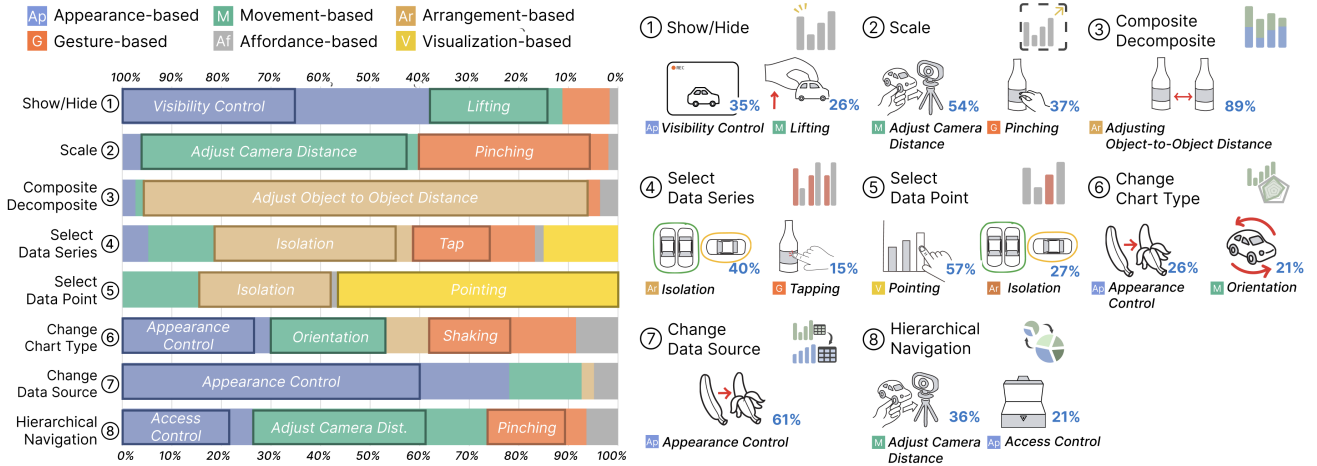 Ap Appearance-based M Movement-based Ar Arrangement-based
G Gesture-based Af Affordance-based V Visualization-based
100% 90% 80% 70% 60% 50% 40% 30% 20% 10% 0%
Show/Hide 1 Visibility Control Lifting
Scale 2 Adjust Camera Distance Pinching
Composite
Decomposite 3 Adjust Object to Object Distance
Select
Data Series 4 Isolation Tap
Select
Data Point 5 Isolation Pointing
Change
Chart Type 6 Appearance
Control Orientation Shaking
Change
Data Source 7 Appearance Control
Hierarchical
Navigation 8 Access
Control Adjust Camera Dist. Pinching
0% 10% 20% 30% 40% 50% 60% 70% 80% 90% 100%
1 Show/Hide
REC
35% 26%
Ap Visibility Control M Lifting
2 Scale
54% 37%
M Adjust Camera
Distance
G Pinching
3 Composite
Decomposite
89%
Ar Adjusting
Object-to-Object Distance
4 Select
Data Series
40% 15%
Ar Isolation G Tapping
5 Select
Data Point
57% 27%
V Pointing Ar Isolation
6 Change
Chart Type
26% 21%
Ap Appearance
Control
M Orientation
7 Change
Data Source
61%
Ap Appearance Control
8 Hierarchical
Navigation
36% 21%
M Adjust Camera
Distance
Ap Access Control